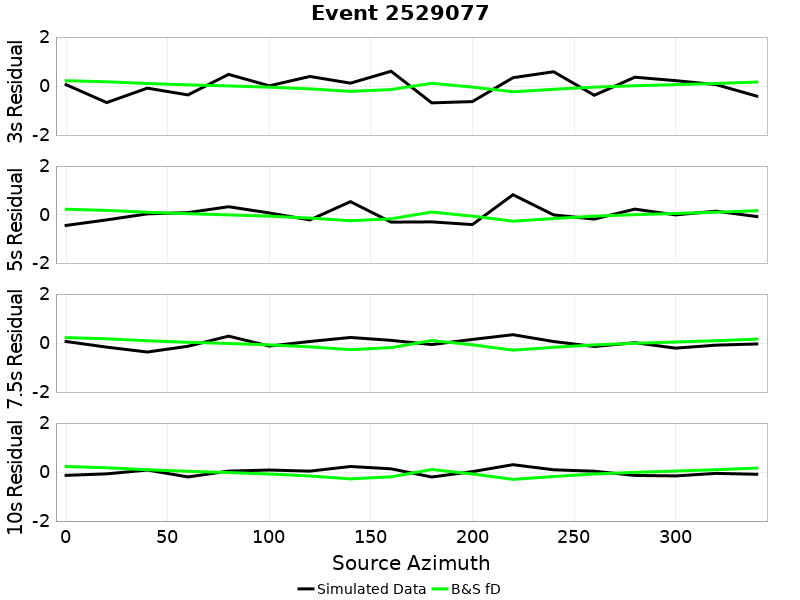 Event 2529077
3s Residual
2
0
-2
5s Residual
2
0
-2
7.5s Residual
2
0
-2
10s Residual
2
0
-2
0 50 100 150 200 250 300
Source Azimuth
Simulated Data B&S fD